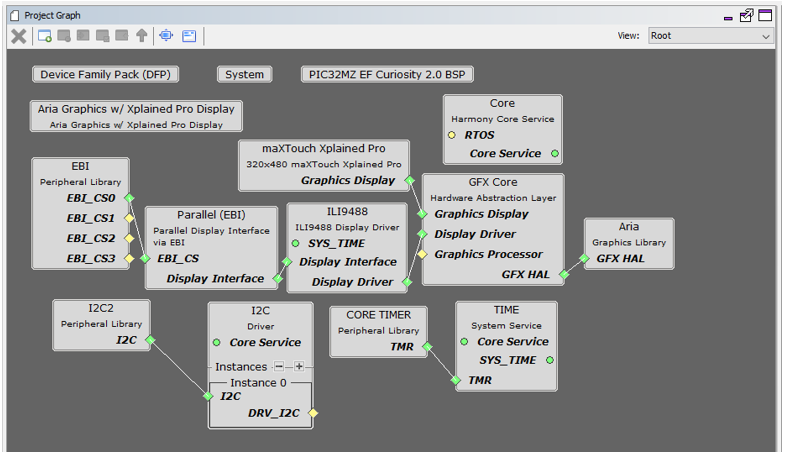 Project Graph
View:
Root
Device Family Pack (DFP)
System
PIC32MZ EF Curiosity 2.0 BSP
Aria Graphics w/ Xplained Pro Display
Aria Graphics w/ Xplained Pro Display
Core
Harmony Core Service
RTOS
Core Service
maXTouch Xplained Pro
320x480 maXTouch Xplained Pro
Graphics Display
EBI
Peripheral Library
EBI_CS0
EBI_CS1
EBI_CS2
EBI_CS3
Parallel (EBI)
Parallel Display Interface
via EBI
EBI_CS
Display Interface
ILI9488
ILI9488 Display Driver
SYS_TIME
Display Interface
Display Driver
GFX Core
Hardware Abstraction Layer
Graphics Display
Display Driver
Graphics Processor
GFX HAL
Aria
Graphics Library
GFX HAL
I2C2
Peripheral Library
I2C
I2C
Driver
Core Service
Instances
Instance 0
I2C
DRV_I2C
CORE TIMER
Peripheral Library
TMR
TIME
System Service
Core Service
SYS_TIME
TMR